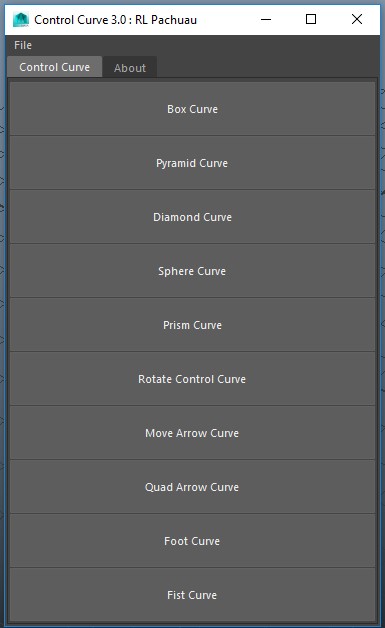 Control Curve 3.0 : RL Pachuau
File
Control Curve About
Box Curve
Pyramid Curve
Diamond Curve
Sphere Curve
Prism Curve
Rotate Control Curve
Move Arrow Curve
Quad Arrow Curve
Foot Curve
Fist Curve